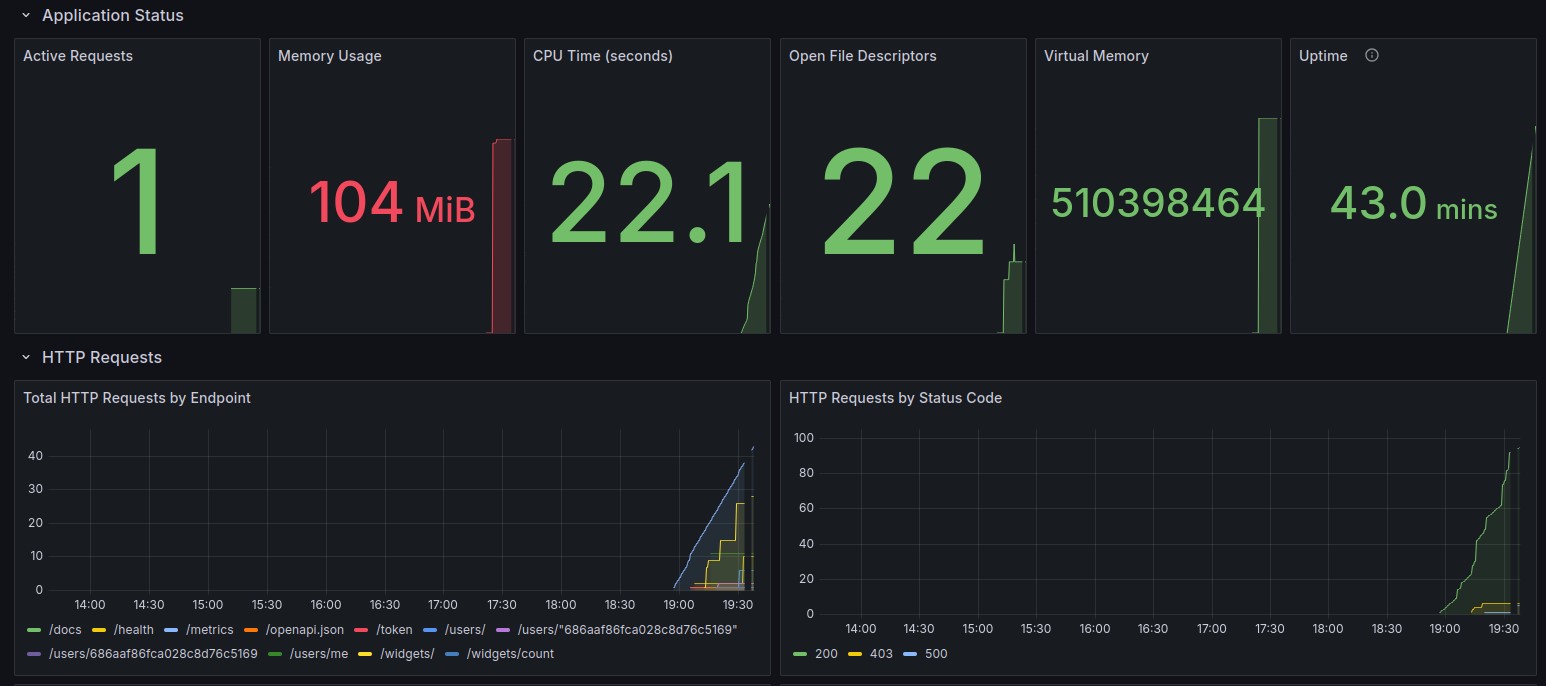 Application Status
Active Requests
Memory Usage
CPU Time (seconds)
Open File Descriptors
Virtual Memory
Uptime
1
104 MiB
22.1
22
510398464
43.0 mins
HTTP Requests
Total HTTP Requests by Endpoint
40
30
20
10
0
14:00 14:30 15:00 15:30 16:00 16:30 17:00 17:30 18:00 18:30 19:00 19:30
/docs /health /metrics /openapi.json /token /users/ /users/"686aaf86fca028c8d76c5169"
/users/686aaf86fca028c8d76c5169 /users/me /widgets/ /widgets/count
HTTP Requests by Status Code
100
80
60
40
20
0
14:00 14:30 15:00 15:30 16:00 16:30 17:00 17:30 18:00 18:30 19:00 19:30
200 403 500